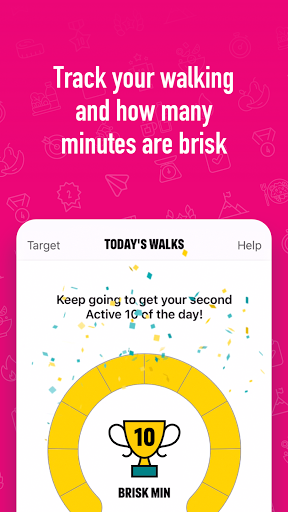 Track your walking
and how many
minutes are brisk
Target TODAY'S WALKS Help
Keep going to get your second
Active 10 of the day!
10
BRISK MIN